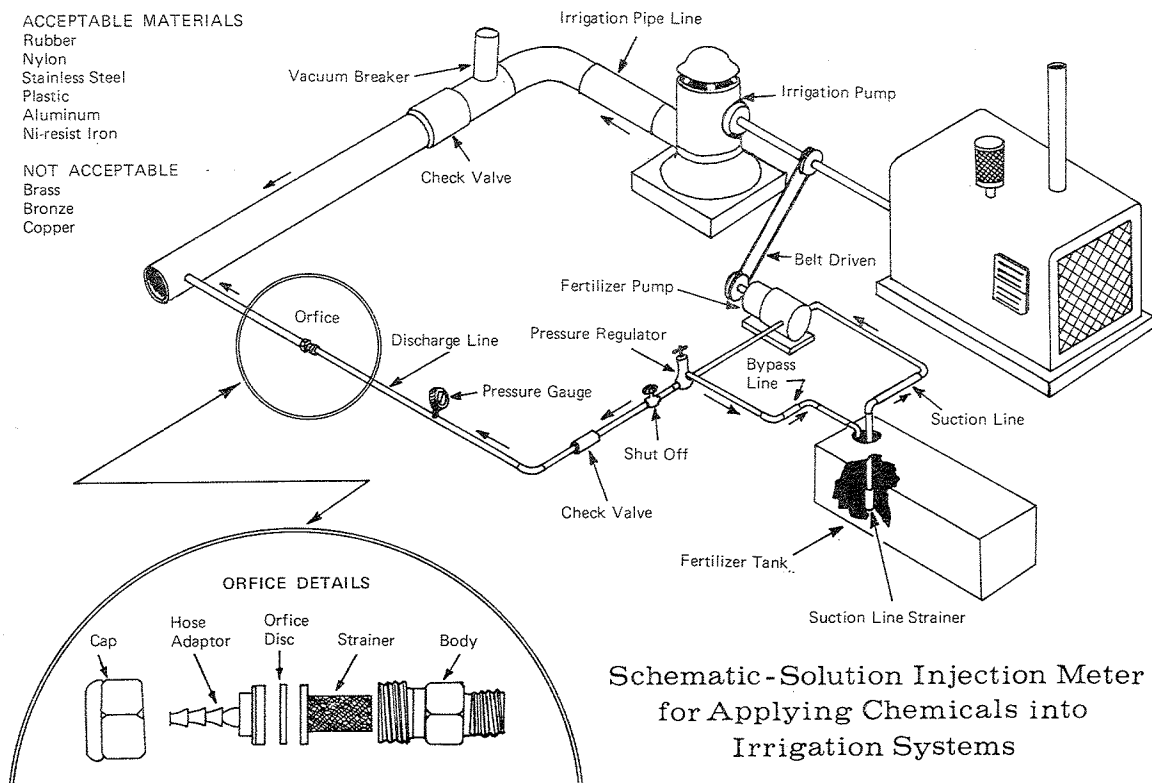 ACCEPTABLE MATERIALS
Rubber
Nylon
Stainless Steel
Plastic
Aluminum
Ni-resist Iron
NOT ACCEPTABLE
Brass
Bronze
Copper
Irrigation Pipe Line
Vacuum Breaker
Irrigation Pump
Check Valve
Belt Driven
Fertilizer Pump
Orfice
Pressure Regulator
Discharge Line
Bypass
Line
Pressure Gauge
Suction Line
Shut Off
Check Valve
Fertilizer Tank
Suction Line Strainer
ORFICE DETAILS
Cap
Hose
Adaptor
Orfice
Disc
Strainer
Body
Schematic-Solution Injection Meter
for Applying Chemicals into
Irrigation Systems